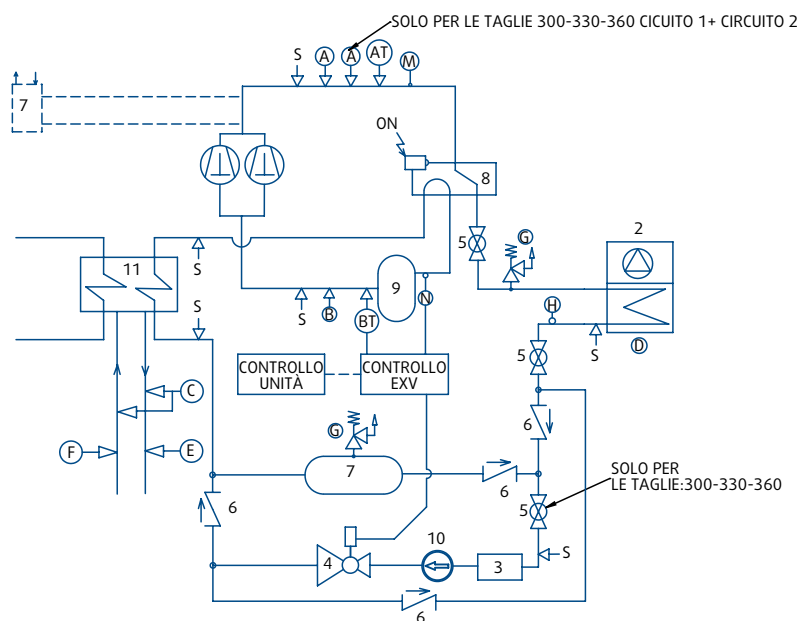 SOLO PER LE TAGLIE 300-330-360 CICUITO 1+ CIRCUITO 2
S A A AT M
7
ON
8
5
G
2
11
S
9
S
B
BT
N
H
S
D
S
5
CONTROLLO
UNITÀ
CONTROLLO
EXV
C
6
G
F
E
7
6
SOLO PER
LE TAGLIE:300-330-360
6
5
10
S
4
3
6